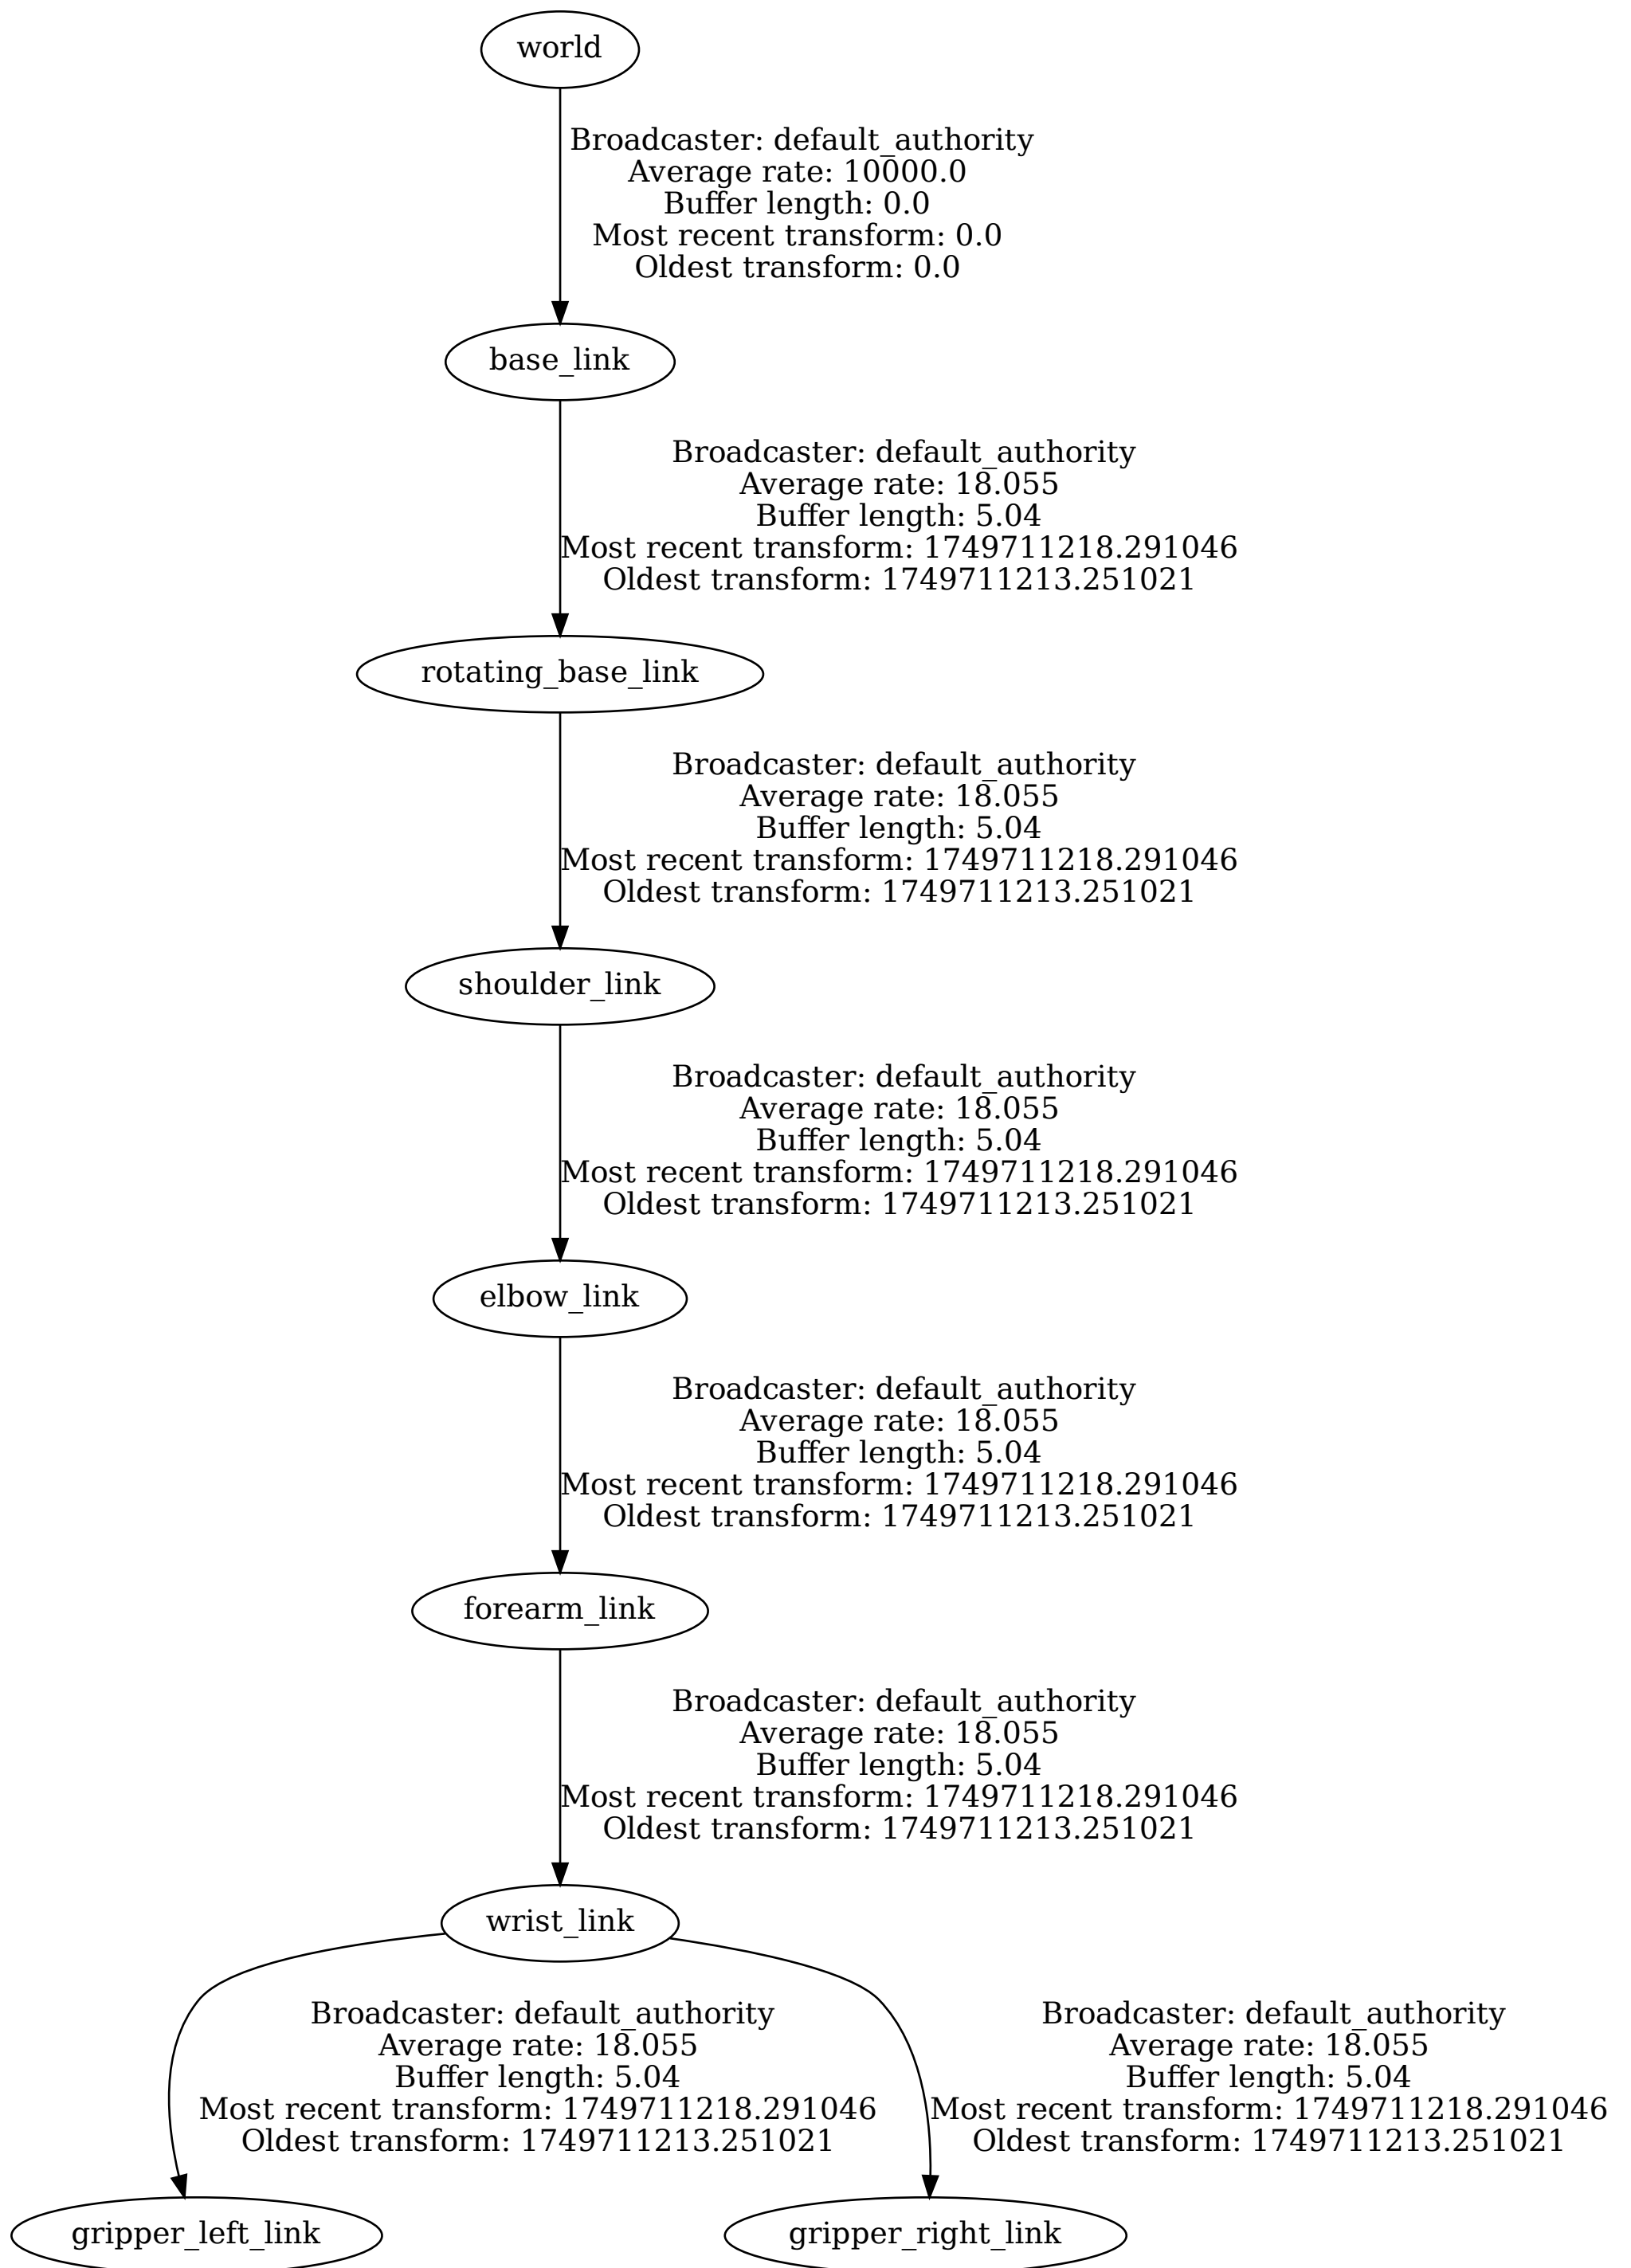 world
Broadcaster: default_authority
Average rate: 10000.0
Buffer length: 0.0
Most recent transform: 0.0
Oldest transform: 0.0
base_link
Broadcaster: default_authority
Average rate: 18.055
Buffer length: 5.04
Most recent transform: 1749711218.291046
Oldest transform: 1749711213.251021
rotating_base_link
Broadcaster: default_authority
Average rate: 18.055
Buffer length: 5.04
Most recent transform: 1749711218.291046
Oldest transform: 1749711213.251021
shoulder_link
Broadcaster: default_authority
Average rate: 18.055
Buffer length: 5.04
Most recent transform: 1749711218.291046
Oldest transform: 1749711213.251021
elbow_link
Broadcaster: default_authority
Average rate: 18.055
Buffer length: 5.04
Most recent transform: 1749711218.291046
Oldest transform: 1749711213.251021
forearm_link
Broadcaster: default_authority
Average rate: 18.055
Buffer length: 5.04
Most recent transform: 1749711218.291046
Oldest transform: 1749711213.251021
wrist_link
Broadcaster: default_authority
Average rate: 18.055
Buffer length: 5.04
Most recent transform: 1749711218.291046
Oldest transform: 1749711213.251021
Broadcaster: default_authority
Average rate: 18.055
Buffer length: 5.04
Most recent transform: 1749711218.291046
Oldest transform: 1749711213.251021
gripper_left_link
gripper_right_link